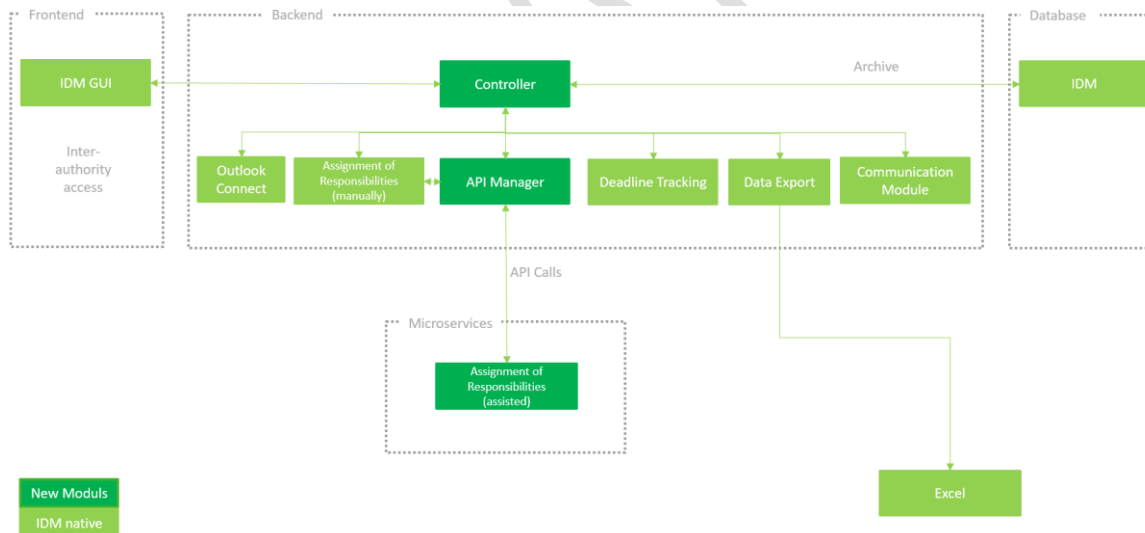 Frontend
Backend
Database
IDM GUI
Controller
Archive
IDM
Inter-
authority
access
Outlook
Connect
Assignment of
Responsibilities
(manually)
API Manager
Deadline Tracking
Data Export
Communication
Module
API Calls
Microservices
Assignment of
Responsibilities
(assisted)
New Moduls
IDM native
Excel